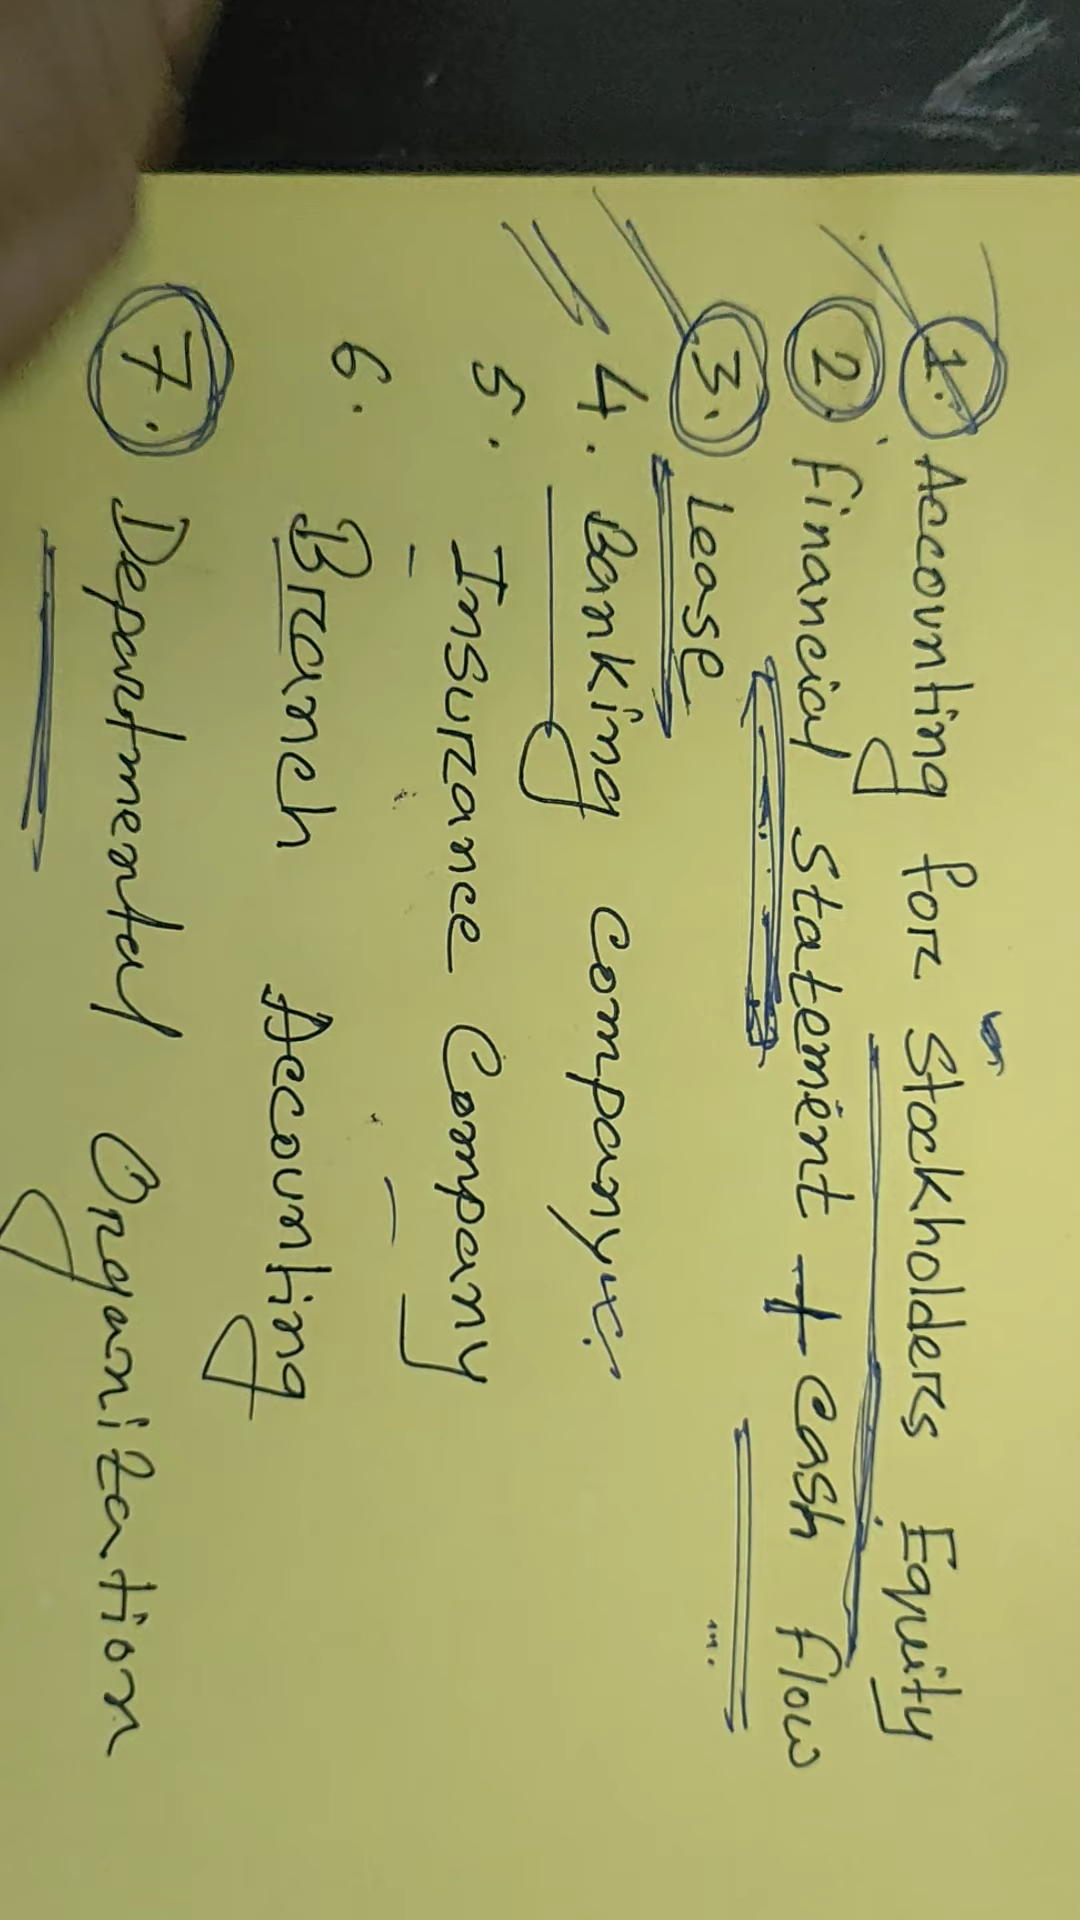 1. Accounting for Stockholders Equity
2. Financial Statement + Cash flow
3. Lease
4. Banking Company
5. Insurance Company
6. Branch Accounting
7. Departmental Organization